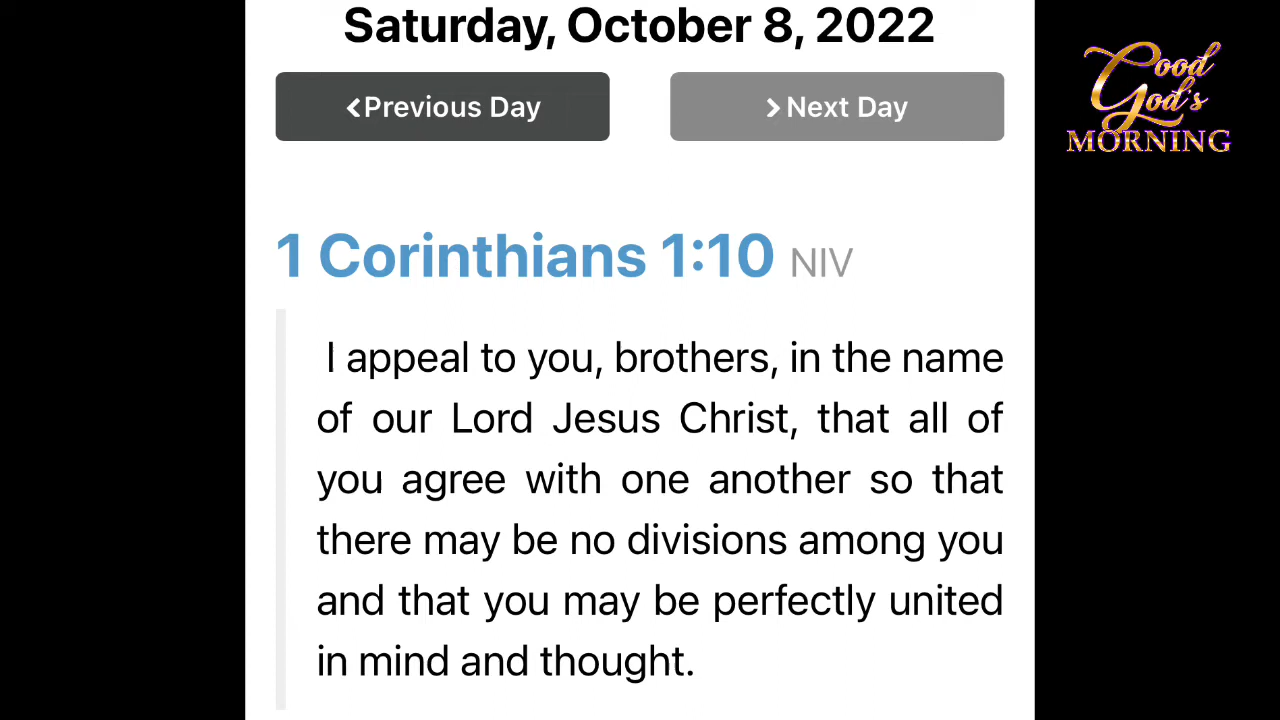 Saturday, October 8, 2022
Previous Day
Next Day
Good
God's
MORNING
1 Corinthians 1:10 NIV
I appeal to you, brothers, in the name
of our Lord Jesus Christ, that all of
you agree with one another so that
there may be no divisions among you
and that you may be perfectly united
in mind and thought.